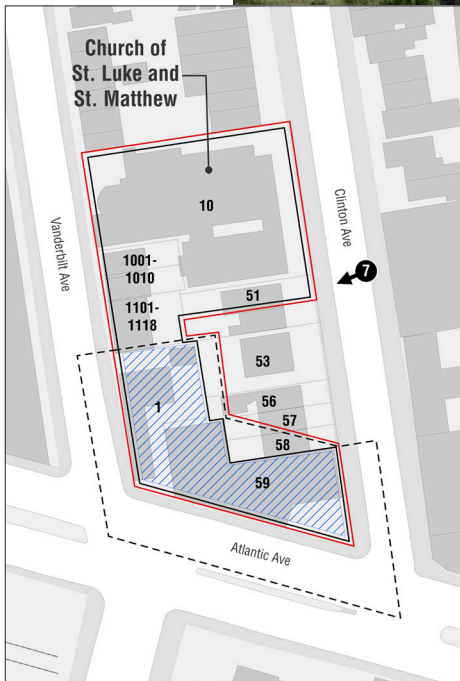 Church of
St. Luke and
St. Matthew
10
Vanderbilt Ave
Clinton Ave
7
1001-
1010
51
1101-
1118
53
56
1
57
58
59
Atlantic Ave